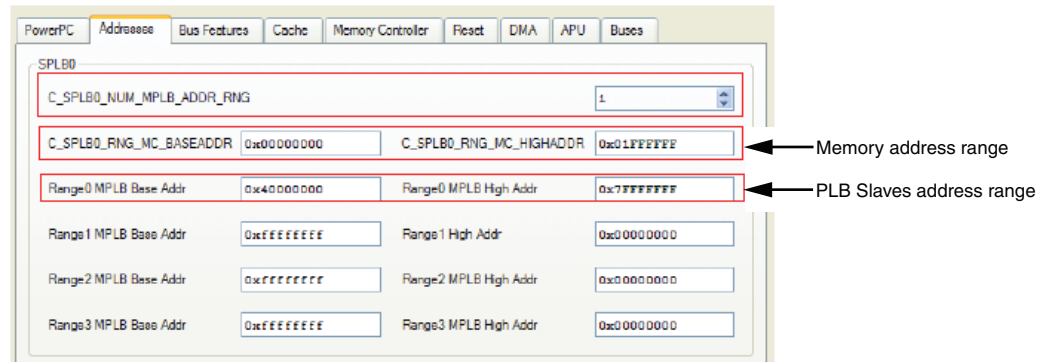 PowerPC Addresses Bus Features Cache Memory Controller Reset DMA APU Buses
SPLB0
C_SPLB0_NUM_MPLB_ADDR_RNG 1
C_SPLB0_RNG_MC_BASEADDR 0x00000000 C_SPLB0_RNG_MC_HIGHADDR 0x01FFFFFF Memory address range
Range0 MPLB Base Addr 0x40000000 Range0 MPLB High Addr 0x7FFFFFFF PLB Slaves address range
Range1 MPLB Base Addr 0xffffffff Range1 High Addr 0x00000000
Range2 MPLB Base Addr 0xffffffff Range2 MPLB High Addr 0x00000000
Range3 MPLB Base Addr 0xffffffff Range3 MPLB High Addr 0x00000000